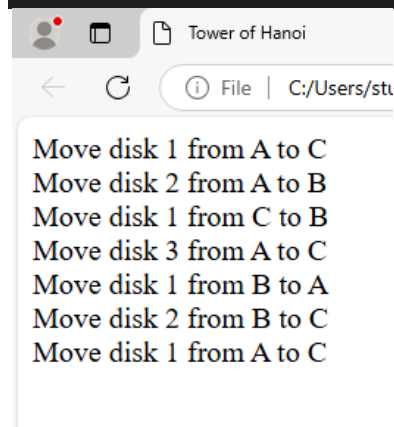 Tower of Hanoi
File | C:/Users/stu
Move disk 1 from A to C
Move disk 2 from A to B
Move disk 1 from C to B
Move disk 3 from A to C
Move disk 1 from B to A
Move disk 2 from B to C
Move disk 1 from A to C